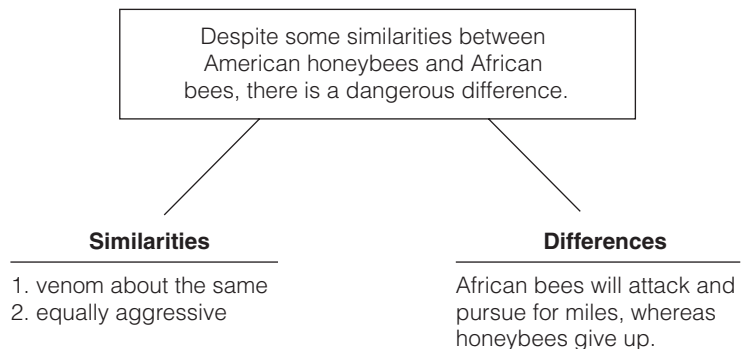 Despite some similarities between
American honeybees and African
bees, there is a dangerous difference.
Similarities
1. venom about the same
2. equally aggressive
Differences
African bees will attack and
pursue for miles, whereas
honeybees give up.